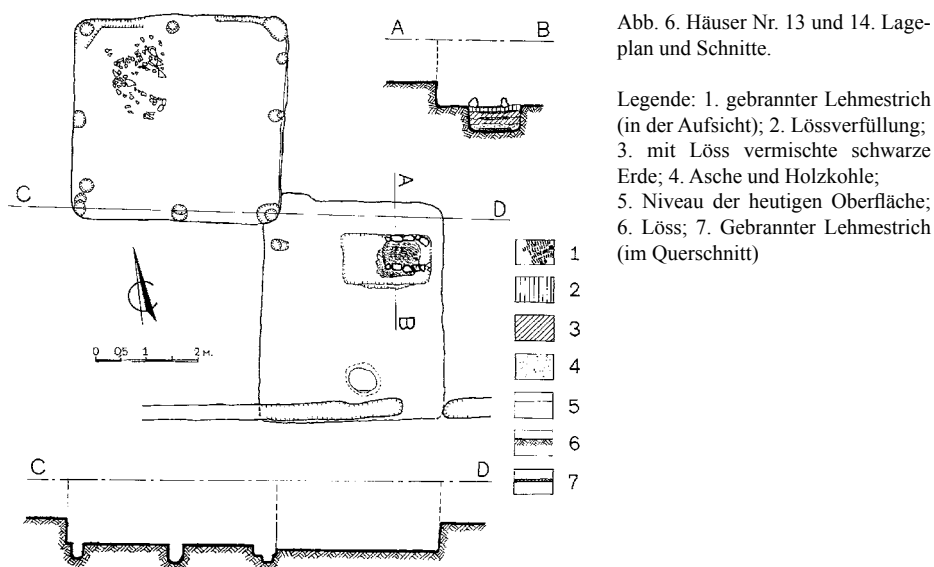 Abb. 6. Häuser Nr. 13 und 14. Lage-
plan und Schnitte.
Legende: 1. gebrannter Lehmestrich
(in der Aufsicht); 2. Lössverfüllung;
3. mit Löss vermischte schwarze
Erde; 4. Asche und Holzkohle;
5. Niveau der heutigen Oberfläche;
6. Löss; 7. Gebrannter Lehmestrich
(im Querschnitt)
A B
A
C D
B
0 0,5 1 2 м.
1
2
3
4
5
6
7
C D